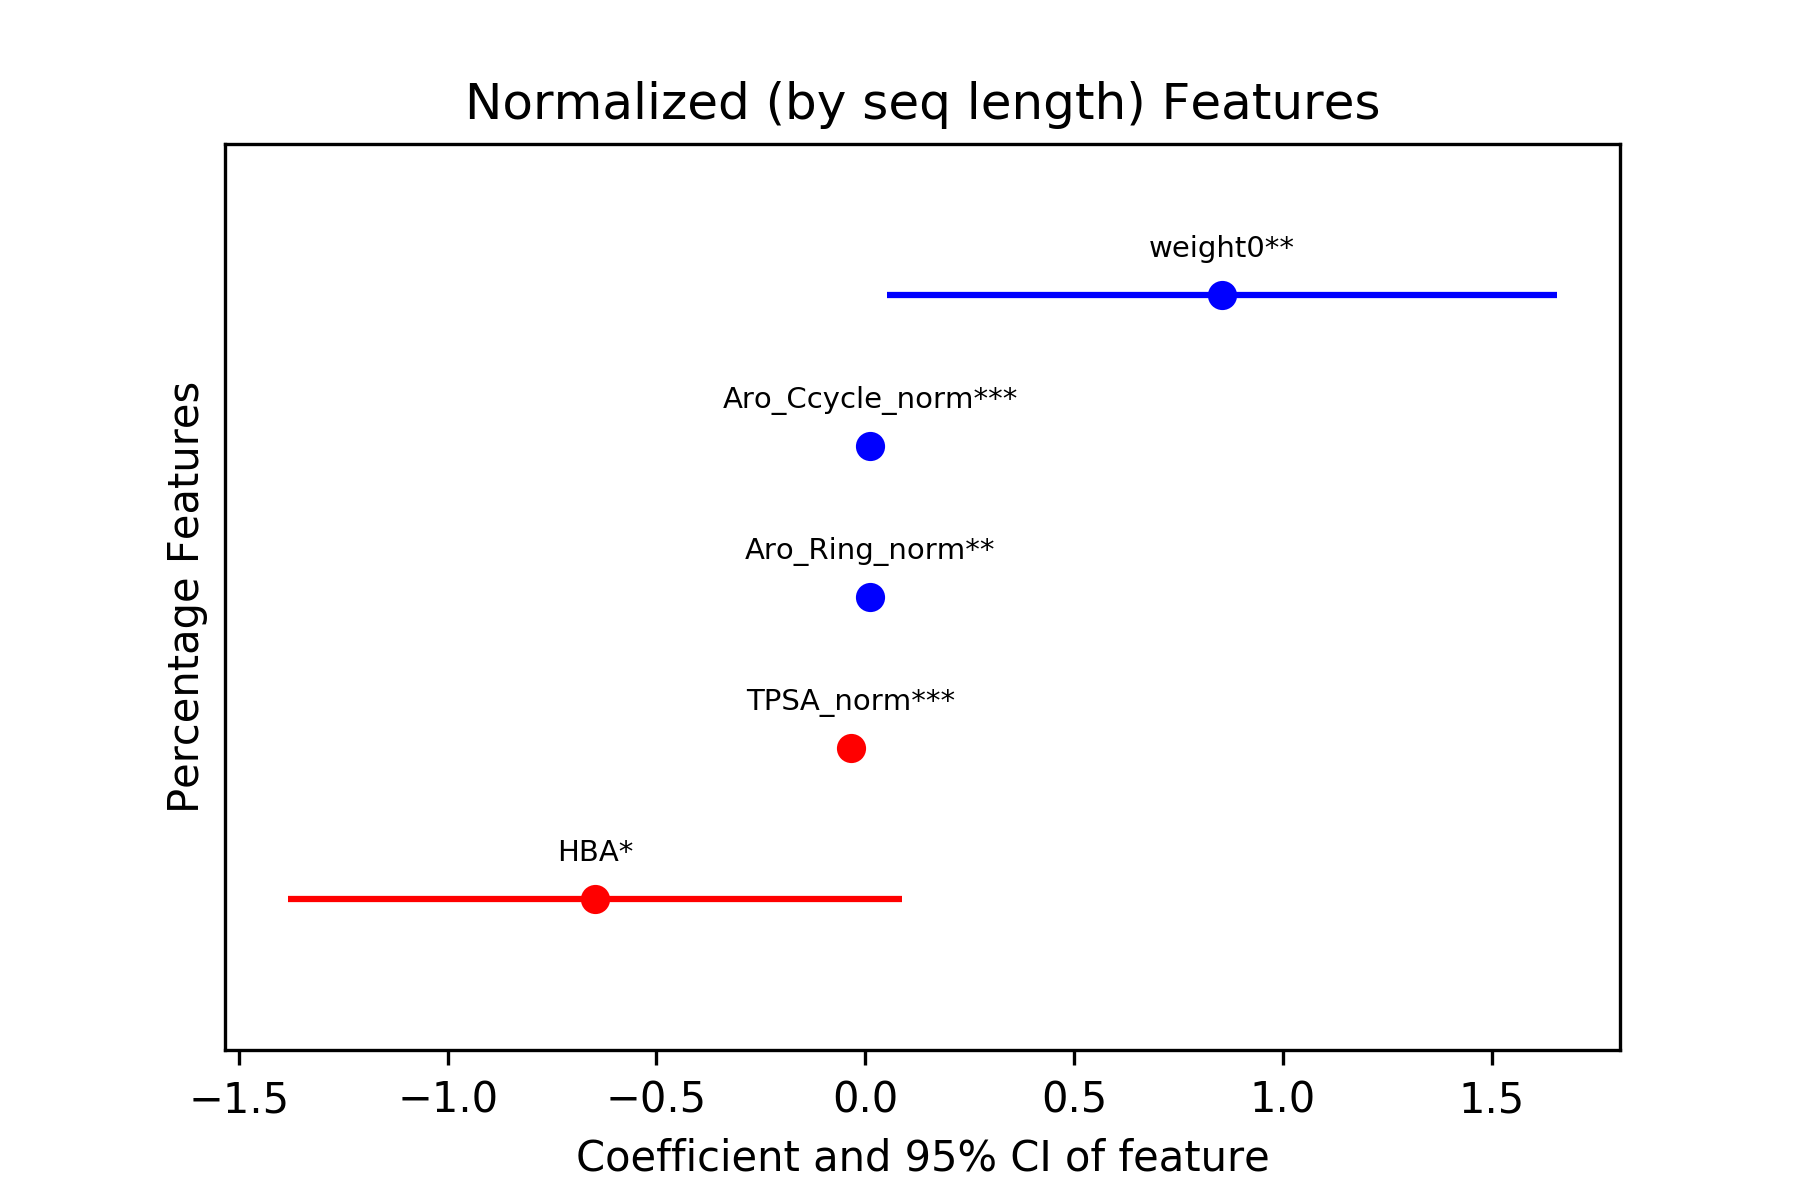 Normalized (by seq length) Features
weight0**
Aro_Ccycle_norm***
Aro_Ring_norm**
TPSA_norm***
HBA*
Percentage Features
−1.5 −1.0 −0.5 0.0 0.5 1.0 1.5
Coefficient and 95% CI of feature